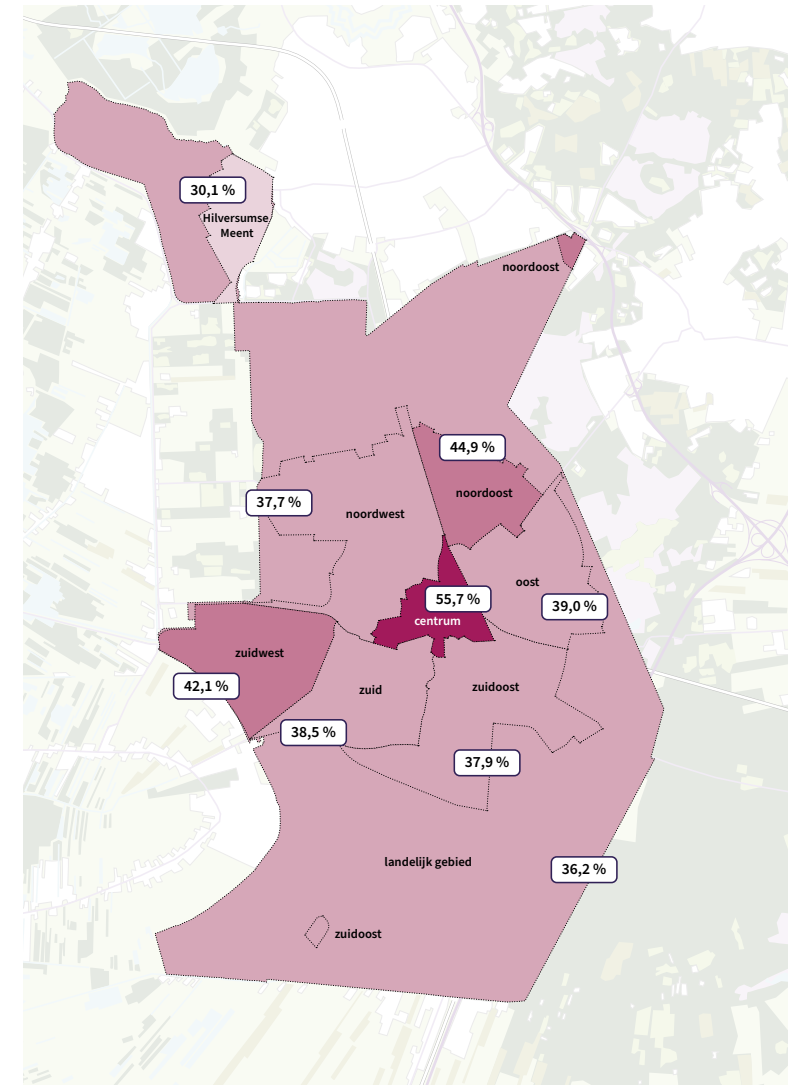 30,1 %
Hilversumse
Meent
noordoost
44,9 %
noordoost
37,7 %
noordwest
oost
55,7 %
39,0 %
centrum
zuidwest
42,1 %
zuid
zuidoost
38,5 %
37,9 %
landelijk gebied
36,2 %
zuidoost